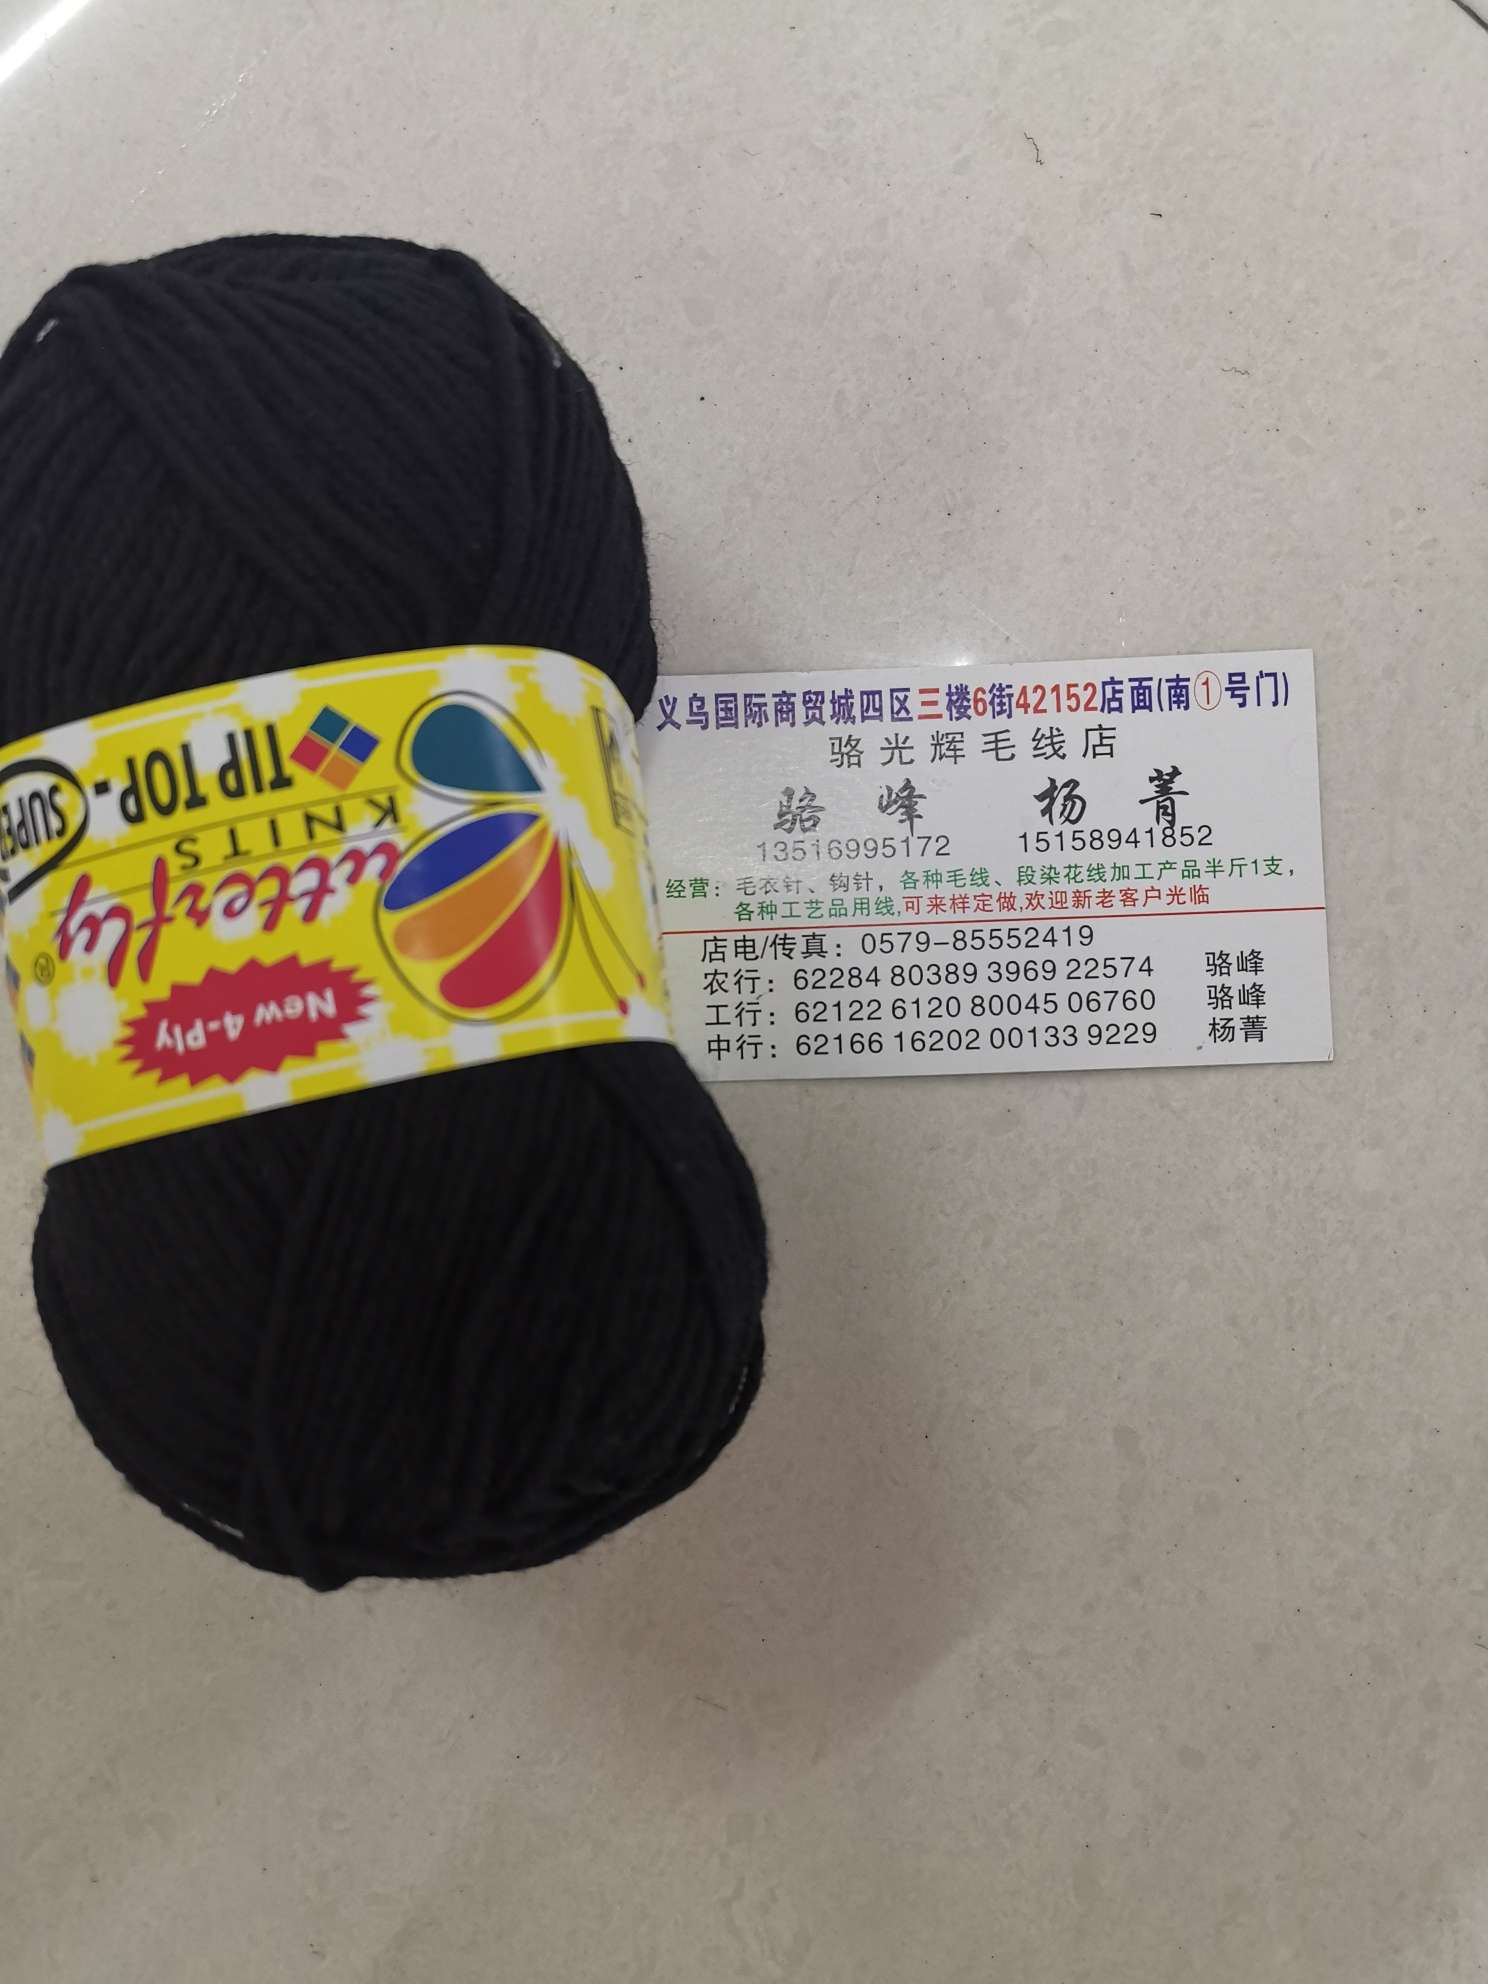 New 4-Ply
utterfly®
KNITS
TIP TOP-
SUPER
义乌国际商贸城四区三楼6街42152店面(南①号门)
骆光辉毛线店
骆峰 杨菁
13516995172 15158941852
经营：毛衣针、钩针，各种毛线、段染花线加工产品半斤1支，
各种工艺品用线,可来样定做,欢迎新老客户光临
店电/传真：0579-85552419
农行：62284 80389 3969 22574 骆峰
工行：62122 6120 80045 06760 骆峰
中行：62166 16202 00133 9229 杨菁